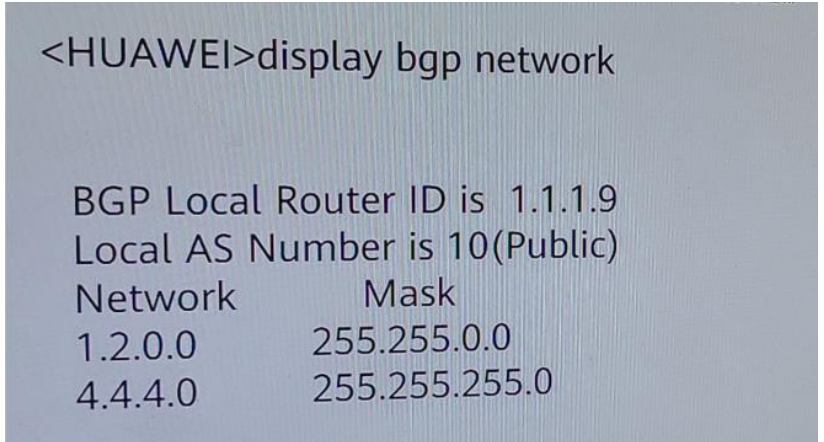 <HUAWEI>display bgp network
BGP Local Router ID is 1.1.1.9
Local AS Number is 10(Public)
Network Mask
1.2.0.0 255.255.0.0
4.4.4.0 255.255.255.0